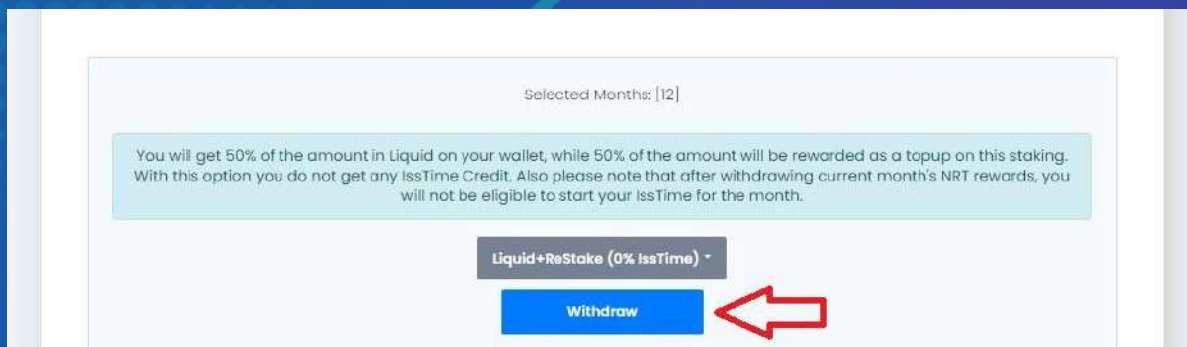 Selected Months: [12]
You will get 50% of the amount in Liquid on your wallet, while 50% of the amount will be rewarded as a topup on this staking.
With this option you do not get any IssTime Credit. Also please note that after withdrawing current month's NRT rewards, you
will not be eligible to start your IssTime for the month.
Liquid+ReStake (0% IssTime)
Withdraw